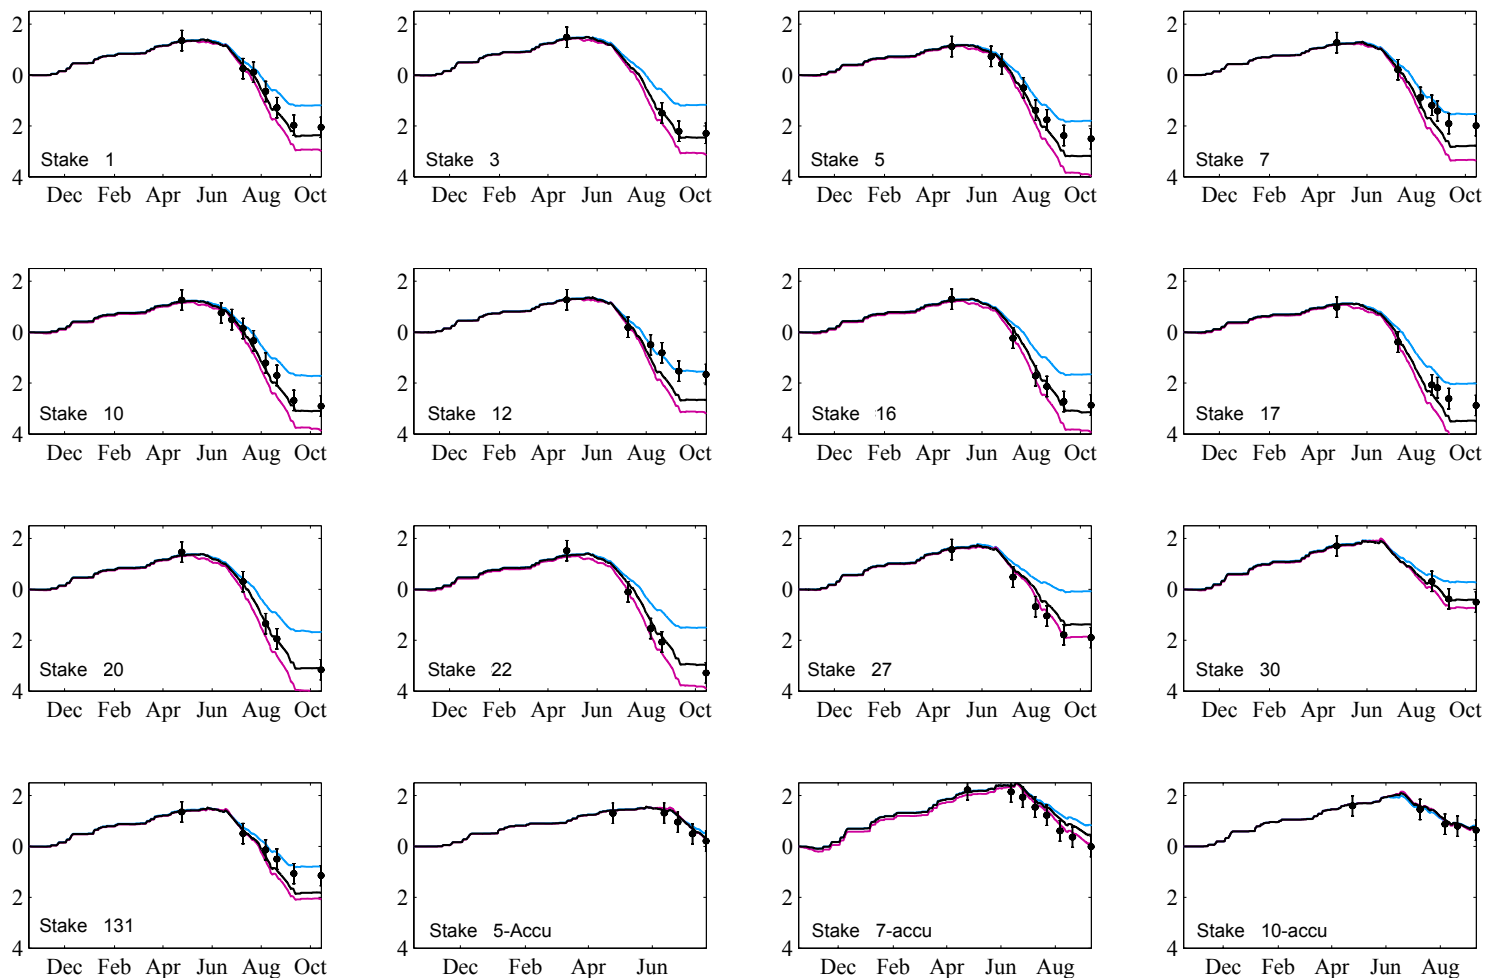 2 2 2 2
0 0 0 0
2 2 2 2
Stake 1 Stake 3 Stake 5 Stake 7
4 4 4 4
Dec Feb Apr Jun Aug Oct Dec Feb Apr Jun Aug Oct Dec Feb Apr Jun Aug Oct Dec Feb Apr Jun Aug Oct
2 2 2 2
0 0 0 0
2 2 2 2
Stake 10 Stake 12 Stake 16 Stake 17
4 4 4 4
Dec Feb Apr Jun Aug Oct Dec Feb Apr Jun Aug Oct Dec Feb Apr Jun Aug Oct Dec Feb Apr Jun Aug Oct
2 2 2 2
0 0 0 0
2 2 2 2
Stake 20 Stake 22 Stake 27 Stake 30
4 4 4 4
Dec Feb Apr Jun Aug Oct Dec Feb Apr Jun Aug Oct Dec Feb Apr Jun Aug Oct Dec Feb Apr Jun Aug Oct
2 2 2 2
0 0 0 0
2 2 2 2
Stake 131 Stake 5-Accu Stake 7-accu Stake 10-accu
4 4 4 4
Dec Feb Apr Jun Aug Oct Dec Feb Apr Jun Dec Feb Apr Jun Aug Dec Feb Apr Jun Aug